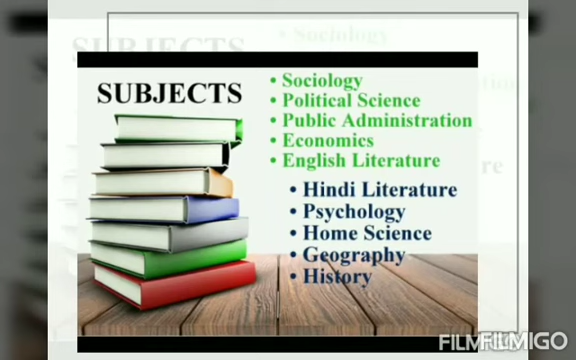 SUBJECTS
• Sociology
• Political Science
• Public Administration
• Economics
• English Literature
• Hindi Literature
• Psychology
• Home Science
• Geography
• History
FILMIGO